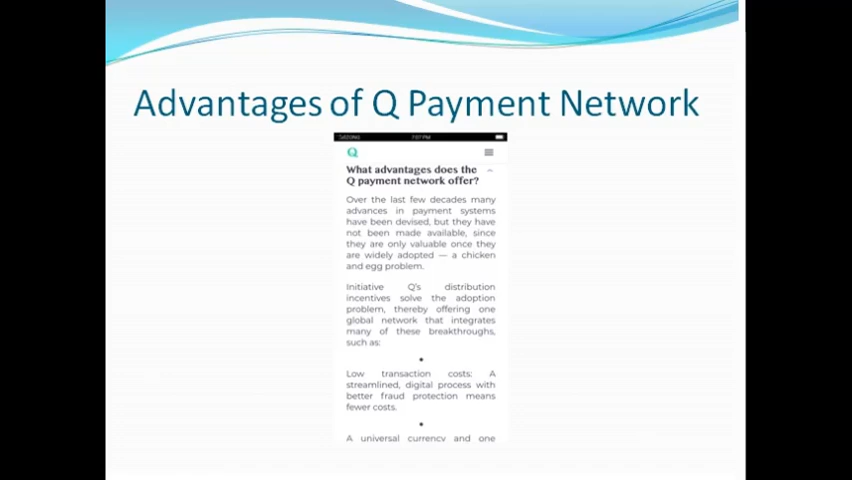 Advantages of Q Payment Network
7:07 PM
Q
What advantages does the
Q payment network offer?
Over the last few decades many
advances in payment systems
have been devised, but they have
not been made available, since
they are only valuable once they
are widely adopted — a chicken
and egg problem.
Initiative Q's distribution
incentives solve the adoption
problem, thereby offering one
global network that integrates
many of these breakthroughs,
such as:
•
Low transaction costs: A
streamlined, digital process with
better fraud protection means
fewer costs.
•
A universal currency and one